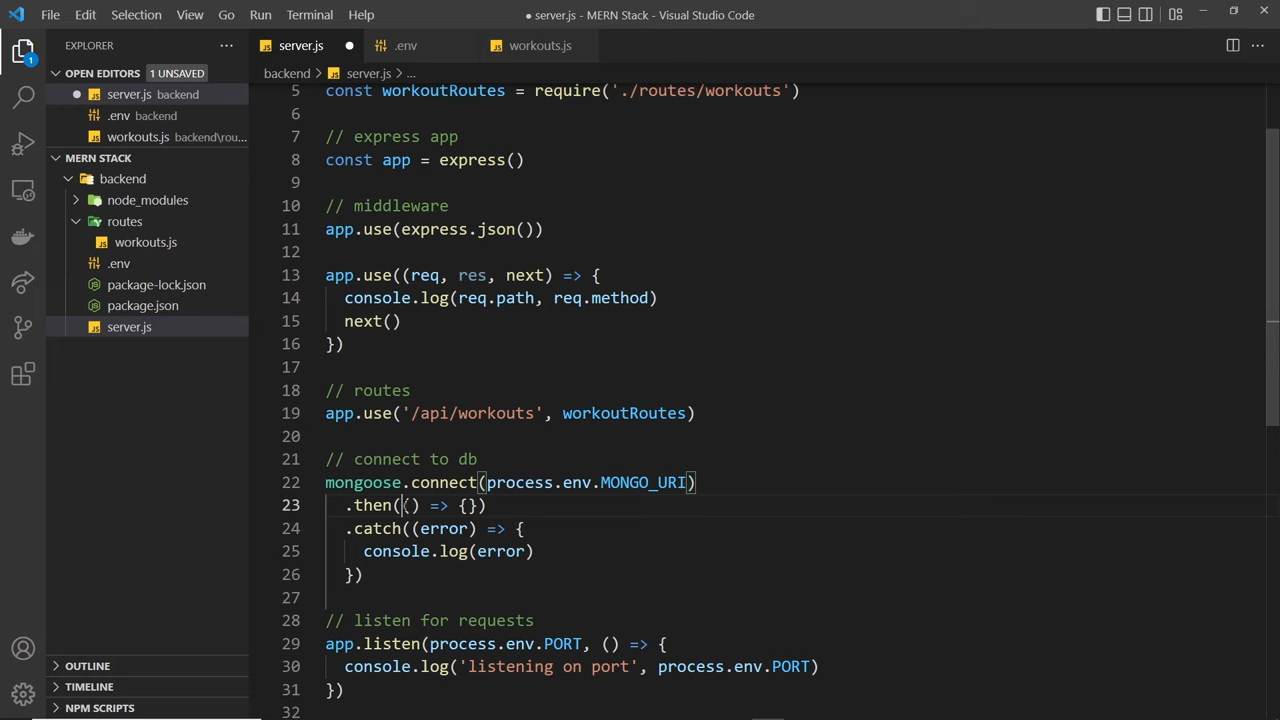 File Edit Selection View Go Run Terminal Help
● server.js - MERN Stack - Visual Studio Code
EXPLORER
server.js
.env
workouts.js
OPEN EDITORS 1 UNSAVED
server.js backend
.env backend
workouts.js backend\rou...
MERN STACK
backend
node_modules
routes
workouts.js
.env
package-lock.json
package.json
server.js
OUTLINE
TIMELINE
NPM SCRIPTS
1
backend > server.js > ...
5 const workoutRoutes = require('./routes/workouts')
6
7 // express app
8 const app = express()
9
10 // middleware
11 app.use(express.json())
12
13 app.use((req, res, next) => {
14 console.log(req.path, req.method)
15 next()
16 })
17
18 // routes
19 app.use('/api/workouts', workoutRoutes)
20
21 // connect to db
22 mongoose.connect(process.env.MONGO_URI)
23 .then(() => {})
24 .catch((error) => {
25 console.log(error)
26 })
27
28 // listen for requests
29 app.listen(process.env.PORT, () => {
30 console.log('listening on port', process.env.PORT)
31 })
32